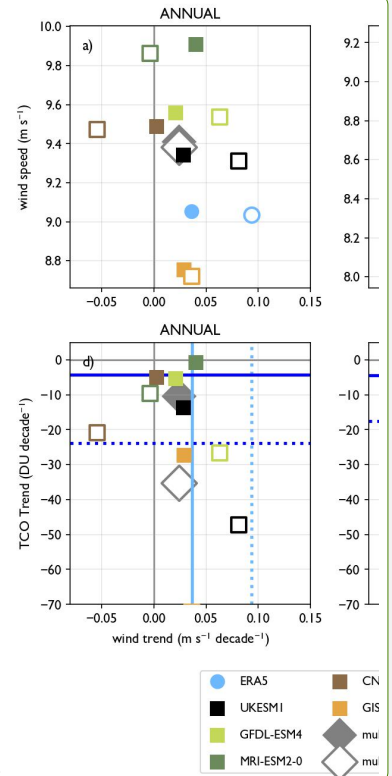 ANNUAL
a)
wind speed (m s⁻¹)
10.0
9.8
9.6
9.4
9.2
9.0
8.8
−0.05 0.00 0.05 0.10 0.15
9.2
9.0
8.8
8.6
8.4
8.2
8.0
ANNUAL
d)
TCO Trend (DU decade⁻¹)
0
−10
−20
−30
−40
−50
−60
−70
−0.05 0.00 0.05 0.10 0.15
wind trend (m s⁻¹ decade⁻¹)
0
−10
−20
−30
−40
−50
−60
−70
ERA5
UKESM1
GFDL-ESM4
MRI-ESM2-0
CN
GIS
mu
mu